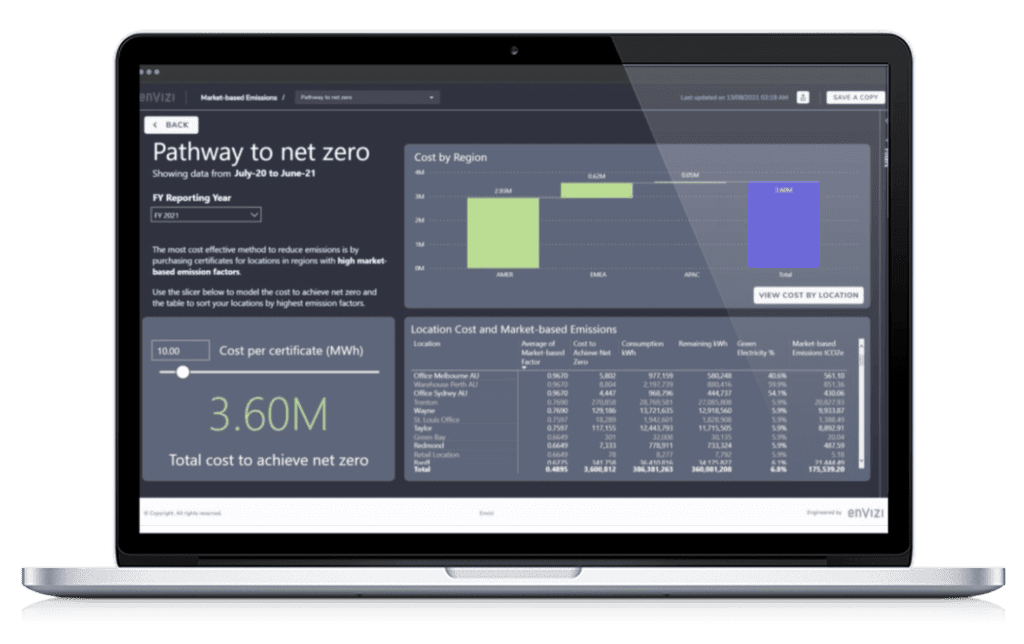 enVIZI
Market-based Emissions /
Pathway to net zero
Last updated on 13/08/2021 02:19 AM
SAVE A COPY
BACK
Pathway to net zero
Showing data from July-20 to June-21
FY Reporting Year
FY 2021
The most cost effective method to reduce emissions is by
purchasing certificates for locations in regions with high market-
based emission factors.
Use the slicer below to model the cost to achieve net zero and
the table to sort your locations by highest emission factors.
10.00
Cost per certificate (MWh)
3.60M
Total cost to achieve net zero
Cost by Region
4M
3M
2M
1M
0M
2.93M
0.62M
0.05M
3.60M
AMER
EMEA
APAC
Total
VIEW COST BY LOCATION
Location Cost and Market-based Emissions
Location
Average of Market-based Factor
Cost to Achieve Net Zero
Consumption kWh
Remaining kWh
Green Electricity %
Market-based Emissions tCO2e
Office Melbourne AU 0.9670 5,802 977,159 580,248 40.6% 561.10
Warehouse Perth AU 0.9670 8,804 2,197,739 880,416 59.9% 851.36
Office Sydney AU 0.9670 4,447 968,796 444,737 54.1% 430.06
Trenton 0.7690 270,858 28,769,581 27,085,808 5.9% 20,827.93
Wayne 0.7690 129,186 13,721,635 12,918,560 5.9% 9,933.87
St. Louis Office 0.7597 18,289 1,942,601 1,828,908 5.9% 1,388.49
Taylor 0.7597 117,155 12,443,793 11,715,505 5.9% 8,892.91
Green Bay 0.6649 301 32,008 30,135 5.9% 20.04
Redmond 0.6649 7,333 778,911 733,324 5.9% 487.59
Retail Location 0.6649 78 8,277 7,792 5.9% 5.18
Total 0.4895 3,600,812 386,381,263 360,081,208 6.8% 175,539.20
© Copyright. All rights reserved.
Envizi
Engineered by enVIZI